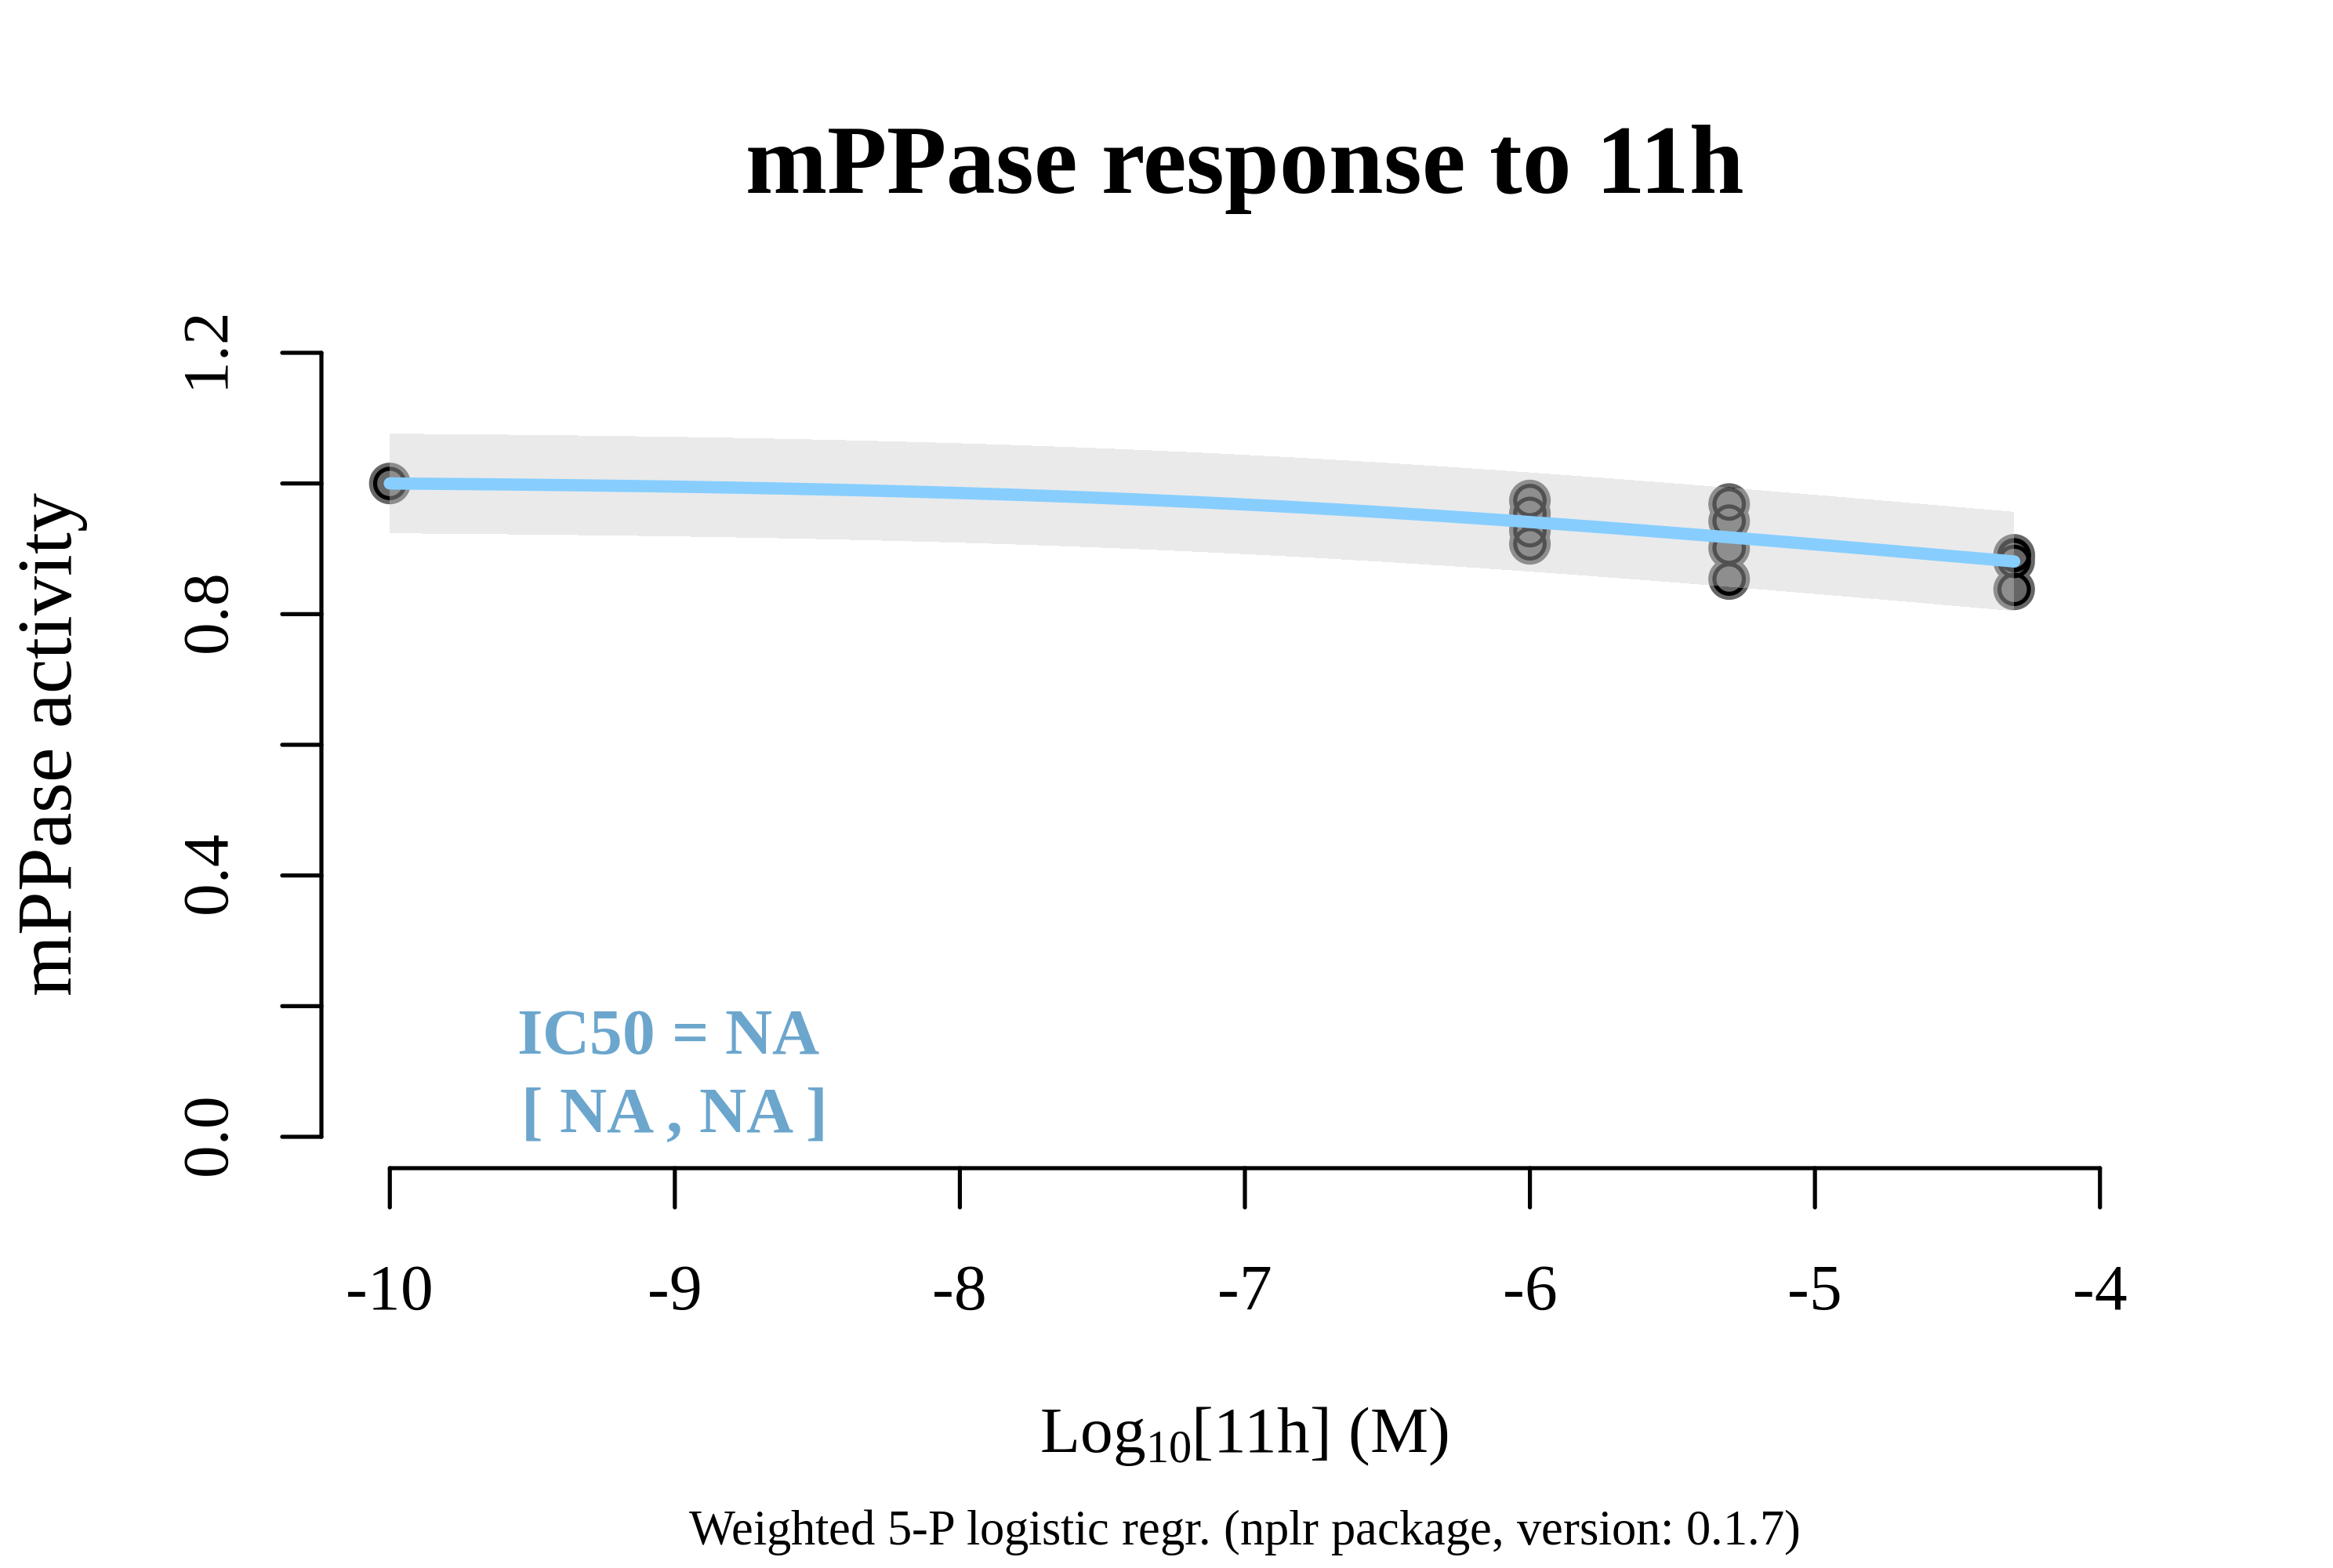 mPPase response to 11h
mPPase activity
1.2
0.8
0.4
0.0
IC50 = NA
[ NA , NA ]
-10 -9 -8 -7 -6 -5 -4
Log10[11h] (M)
Weighted 5-P logistic regr. (nplr package, version: 0.1.7)